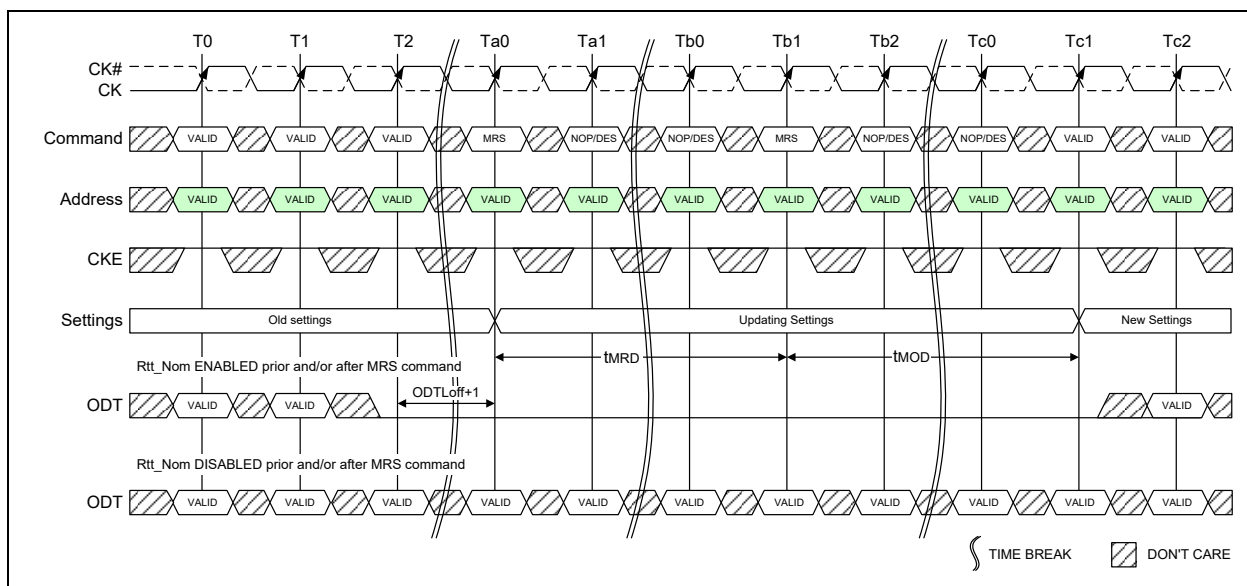 T0 T1 T2 Ta0 Ta1 Tb0 Tb1 Tb2 Tc0 Tc1 Tc2
CK#
CK
Command VALID VALID VALID MRS NOP/DES NOP/DES MRS NOP/DES NOP/DES VALID VALID
Address VALID VALID VALID VALID VALID VALID VALID VALID VALID VALID VALID
CKE
Settings Old settings Updating Settings New Settings
tMRD tMOD
Rtt_Nom ENABLED prior and/or after MRS command
ODTLoff+1
ODT VALID VALID VALID
Rtt_Nom DISABLED prior and/or after MRS command
ODT VALID VALID VALID VALID VALID VALID VALID VALID VALID VALID VALID
TIME BREAK DON'T CARE